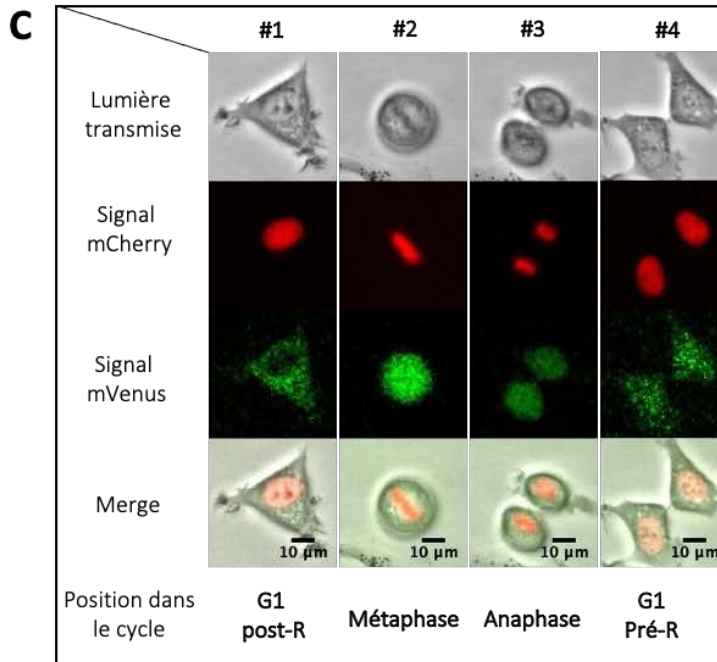 C
#1 #2 #3 #4
Lumière
transmise
Signal
mCherry
Signal
mVenus
Merge
10 µm 10 µm 10 µm 10 µm
Position dans
le cycle
G1
post-R
Métaphase
Anaphase
G1
Pré-R